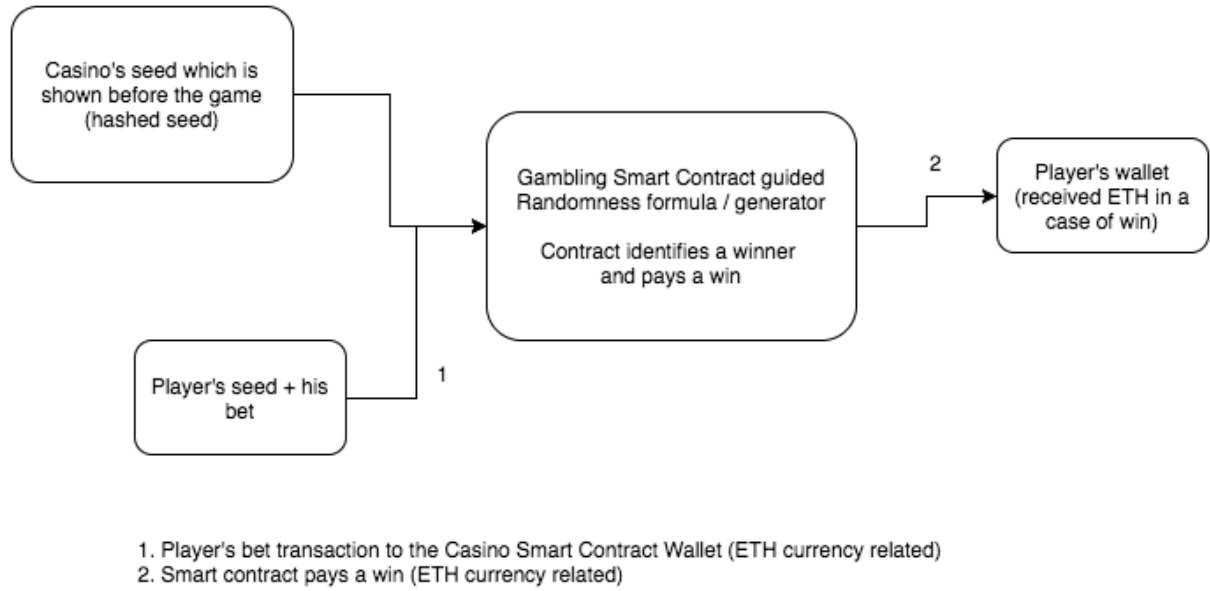 Casino's seed which is
shown before the game
(hashed seed)
Gambling Smart Contract guided
Randomness formula / generator
Contract identifies a winner
and pays a win
2
Player's wallet
(received ETH in a
case of win)
Player's seed + his
bet
1
1. Player's bet transaction to the Casino Smart Contract Wallet (ETH currency related)
2. Smart contract pays a win (ETH currency related)